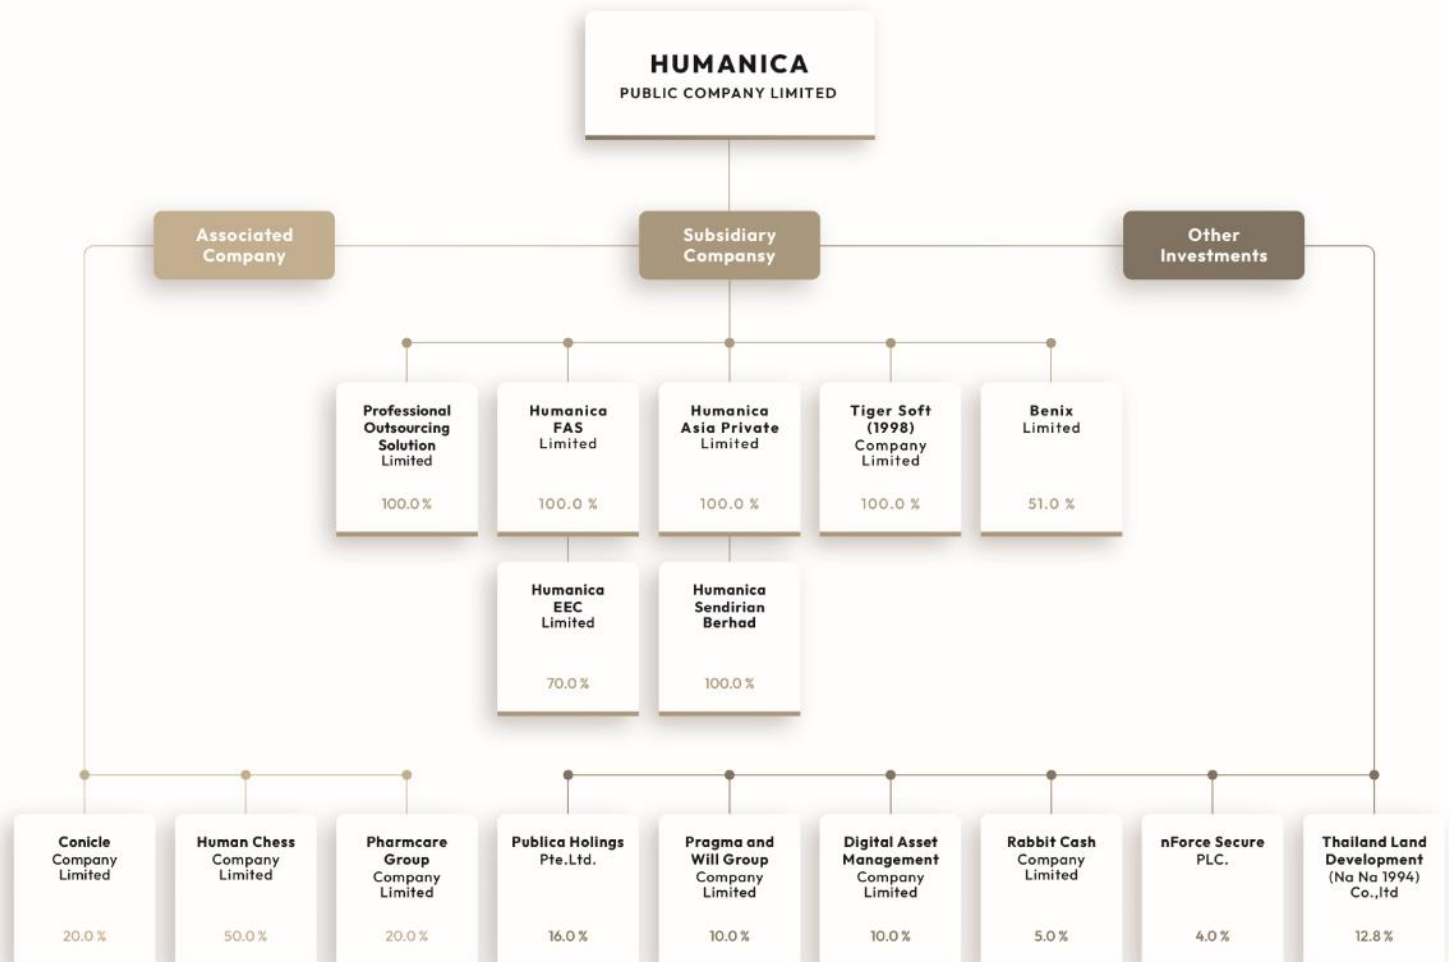 HUMANICA
PUBLIC COMPANY LIMITED
Associated
Company
Subsidiary
Compansy
Other
Investments
Professional
Outsourcing
Solution
Limited
100.0 %
Humanica
FAS
Limited
100.0 %
Humanica
Asia Private
Limited
100.0 %
Tiger Soft
(1998)
Company
Limited
100.0 %
Benix
Limited
51.0 %
Humanica
EEC
Limited
70.0 %
Humanica
Sendirian
Berhad
100.0 %
Conicle
Company
Limited
20.0 %
Human Chess
Company
Limited
50.0 %
Pharmcare
Group
Company
Limited
20.0 %
Publica Holings
Pte.Ltd.
16.0 %
Pragma and
Will Group
Company
Limited
10.0 %
Digital Asset
Management
Company
Limited
10.0 %
Rabbit Cash
Company
Limited
5.0 %
nForce Secure
PLC.
4.0 %
Thailand Land
Development
(Na Na 1994)
Co.,ltd
12.8 %